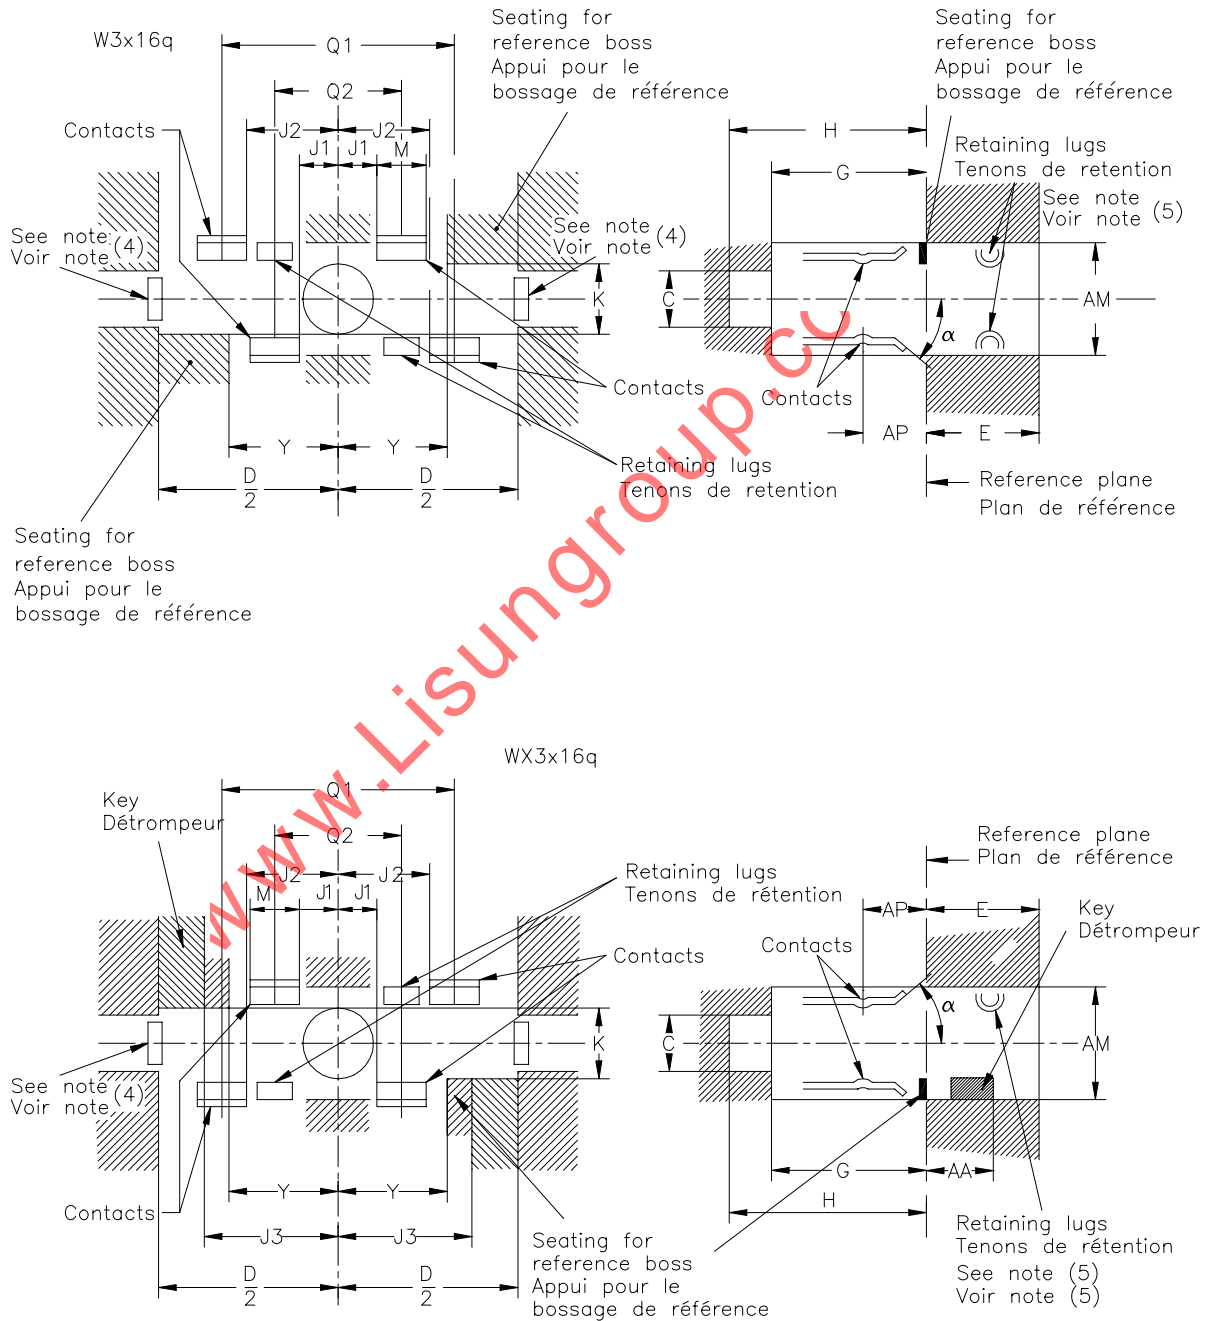 W3x16q
Q1
Q2
J2
J2
J1
J1
M
Contacts
Seating for
reference boss
Appui pour le
bossage de référence
See note
Voir note (4)
See note
Voir note (4)
K
Y
Y
D
2
D
2
Contacts
Retaining lugs
Tenons de retention
Seating for
reference boss
Appui pour le
bossage de référence
Seating for
reference boss
Appui pour le
bossage de référence
H
G
Retaining lugs
Tenons de retention
See note
Voir note (5)
C
AM
α
Contacts
AP
E
Reference plane
Plan de référence
www.Lisungroup.com
WX3x16q
Q1
Q2
J2
J2
M
J1
J1
Key
Détrompeur
Retaining lugs
Tenons de rétention
Contacts
K
See note
Voir note (4)
Contacts
Y
Y
J3
J3
D
2
D
2
Seating for
reference boss
Appui pour le
bossage de référence
Reference plane
Plan de référence
AP
E
Key
Détrompeur
Contacts
C
α
AM
G
AA
H
Retaining lugs
Tenons de rétention
See note (5)
Voir note (5)